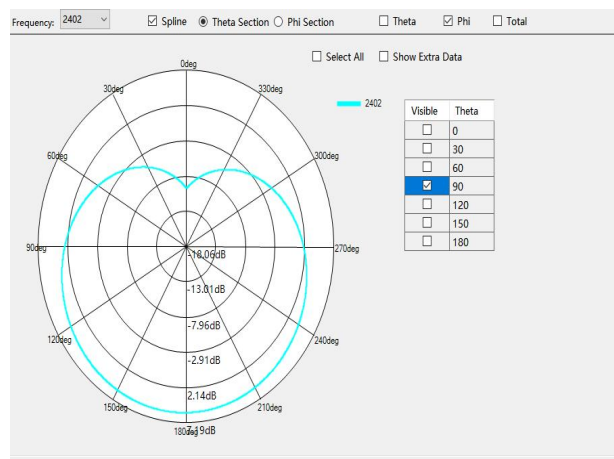 Frequency: 2402 Spline Theta Section Phi Section Theta Phi Total
Select All Show Extra Data
0deg
30deg 330deg
2402
Visible Theta
0
30
60
90
120
150
180
60deg 300deg
90deg 270deg
-18.06dB
-13.01dB
-7.96dB
120deg 240deg
-2.91dB
2.14dB
150deg 210deg
180deg 7.19dB